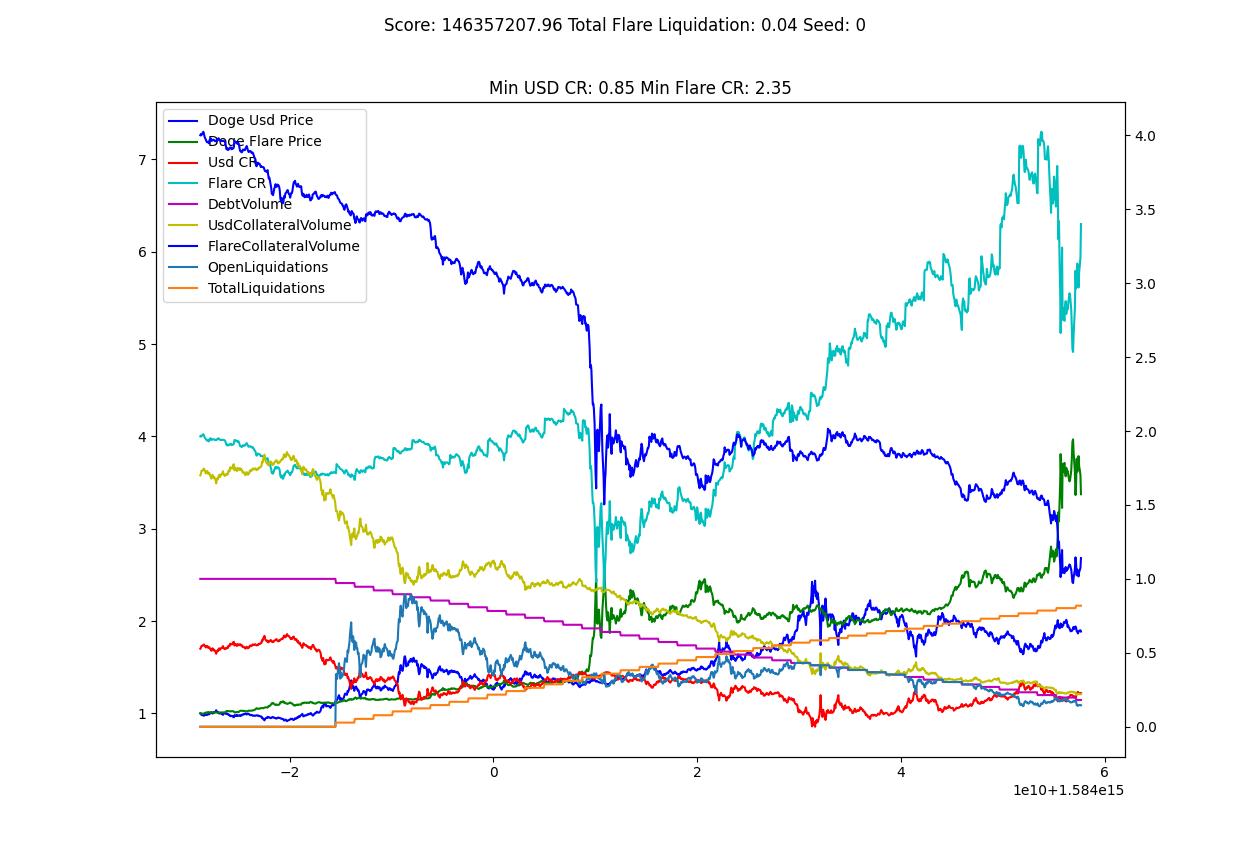 Score: 146357207.96 Total Flare Liquidation: 0.04 Seed: 0
Min USD CR: 0.85 Min Flare CR: 2.35
Doge Usd Price
Doge Flare Price
Usd CR
Flare CR
DebtVolume
UsdCollateralVolume
FlareCollateralVolume
OpenLiquidations
TotalLiquidations
7
6
5
4
3
2
1
4.0
3.5
3.0
2.5
2.0
1.5
1.0
0.5
0.0
−2
0
2
4
6
1e10+1.584e15